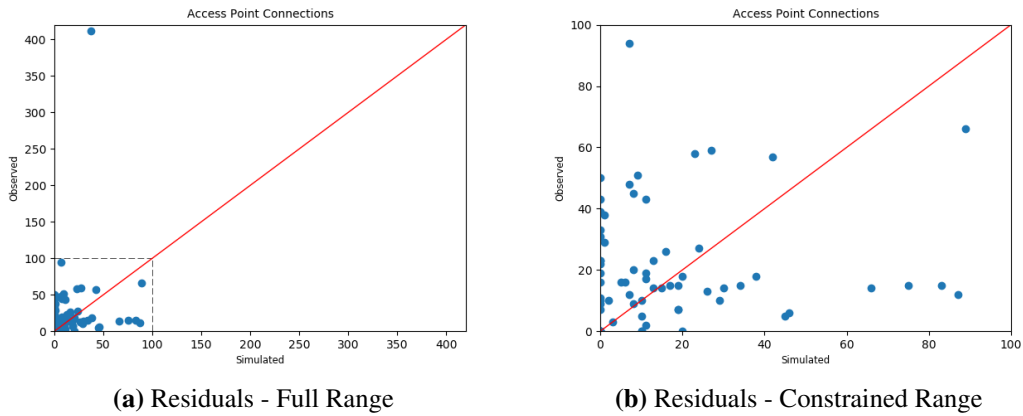 Access Point Connections
400
350
300
250
200
150
100
50
0
Observed
0 50 100 150 200 250 300 350 400
Simulated
(a) Residuals - Full Range
Access Point Connections
100
80
60
40
20
0
Observed
0 20 40 60 80 100
Simulated
(b) Residuals - Constrained Range